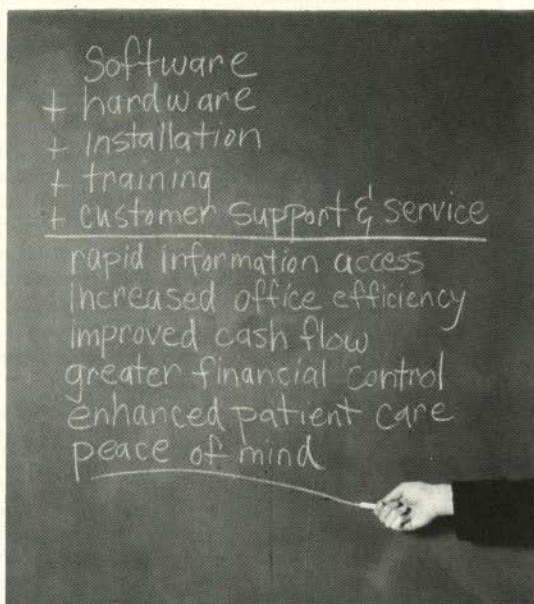 Software
+ hardware
+ installation
+ training
+ customer support & service
rapid information access
increased office efficiency
improved cash flow
greater financial control
enhanced patient care
peace of mind